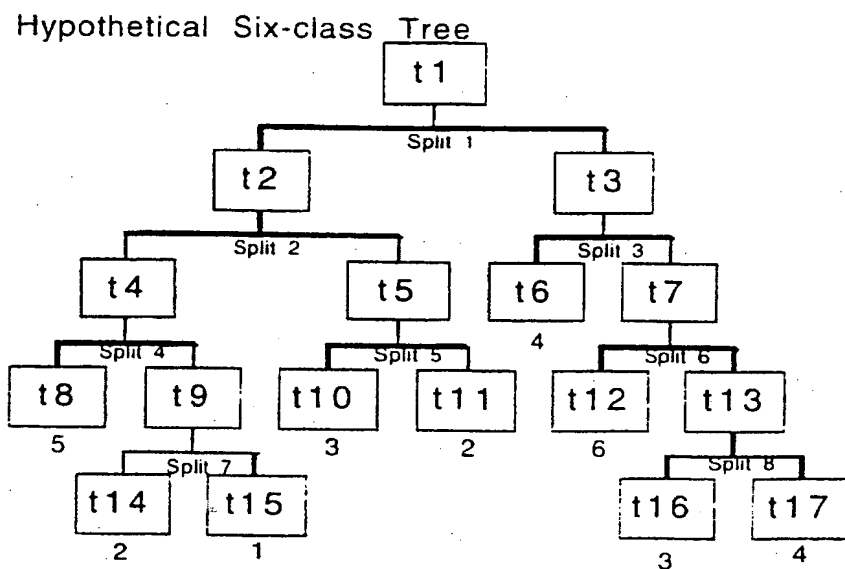 Hypothetical Six-class Tree
t1
Split 1
t2
t3
Split 2
Split 3
t4
t5
t6
t7
4
Split 4
Split 5
Split 6
t8
t9
t10
t11
t12
t13
5
3
2
6
Split 7
Split 8
t14
t15
t16
t17
2
1
3
4